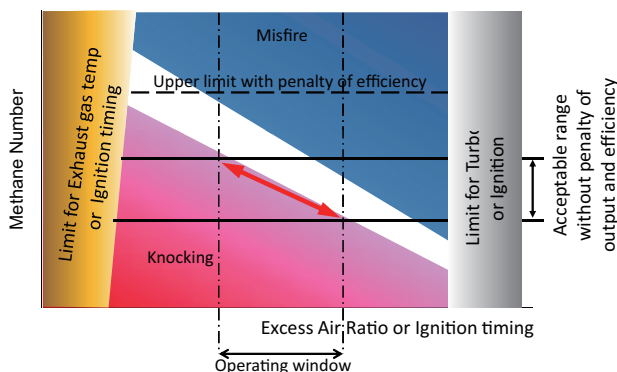 Misfire
Upper limit with penalty of efficiency
Methane Number
Limit for Exhaust gas temp
or Ignition timing
Knocking
Limit for Turbo
or Ignition
Acceptable range
without penalty of
output and efficiency
Excess Air Ratio or Ignition timing
Operating window